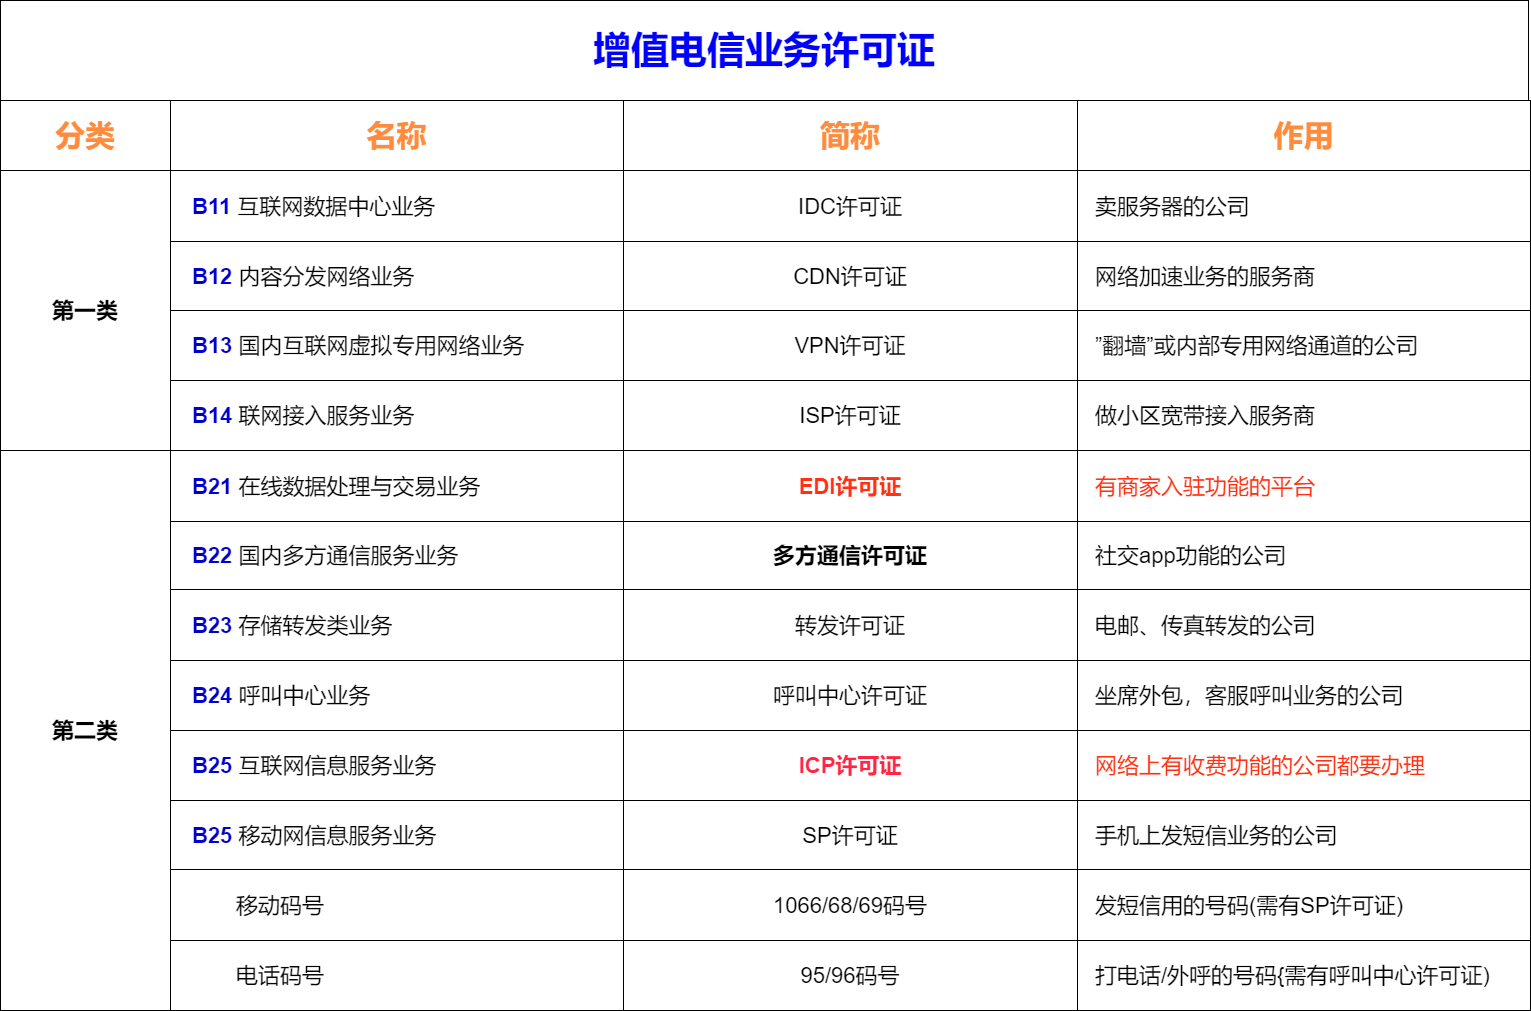 增值电信业务许可证
分类 名称 简称 作用
第一类
B11 互联网数据中心业务 IDC许可证 卖服务器的公司
B12 内容分发网络业务 CDN许可证 网络加速业务的服务商
B13 国内互联网虚拟专用网络业务 VPN许可证 ”翻墙”或内部专用网络通道的公司
B14 联网接入服务业务 ISP许可证 做小区宽带接入服务商
第二类
B21 在线数据处理与交易业务 EDI许可证 有商家入驻功能的平台
B22 国内多方通信服务业务 多方通信许可证 社交app功能的公司
B23 存储转发类业务 转发许可证 电邮、传真转发的公司
B24 呼叫中心业务 呼叫中心许可证 坐席外包，客服呼叫业务的公司
B25 互联网信息服务业务 ICP许可证 网络上有收费功能的公司都要办理
B25 移动网信息服务业务 SP许可证 手机上发短信业务的公司
移动码号 1066/68/69码号 发短信用的号码(需有SP许可证)
电话码号 95/96码号 打电话/外呼的号码{需有呼叫中心许可证)